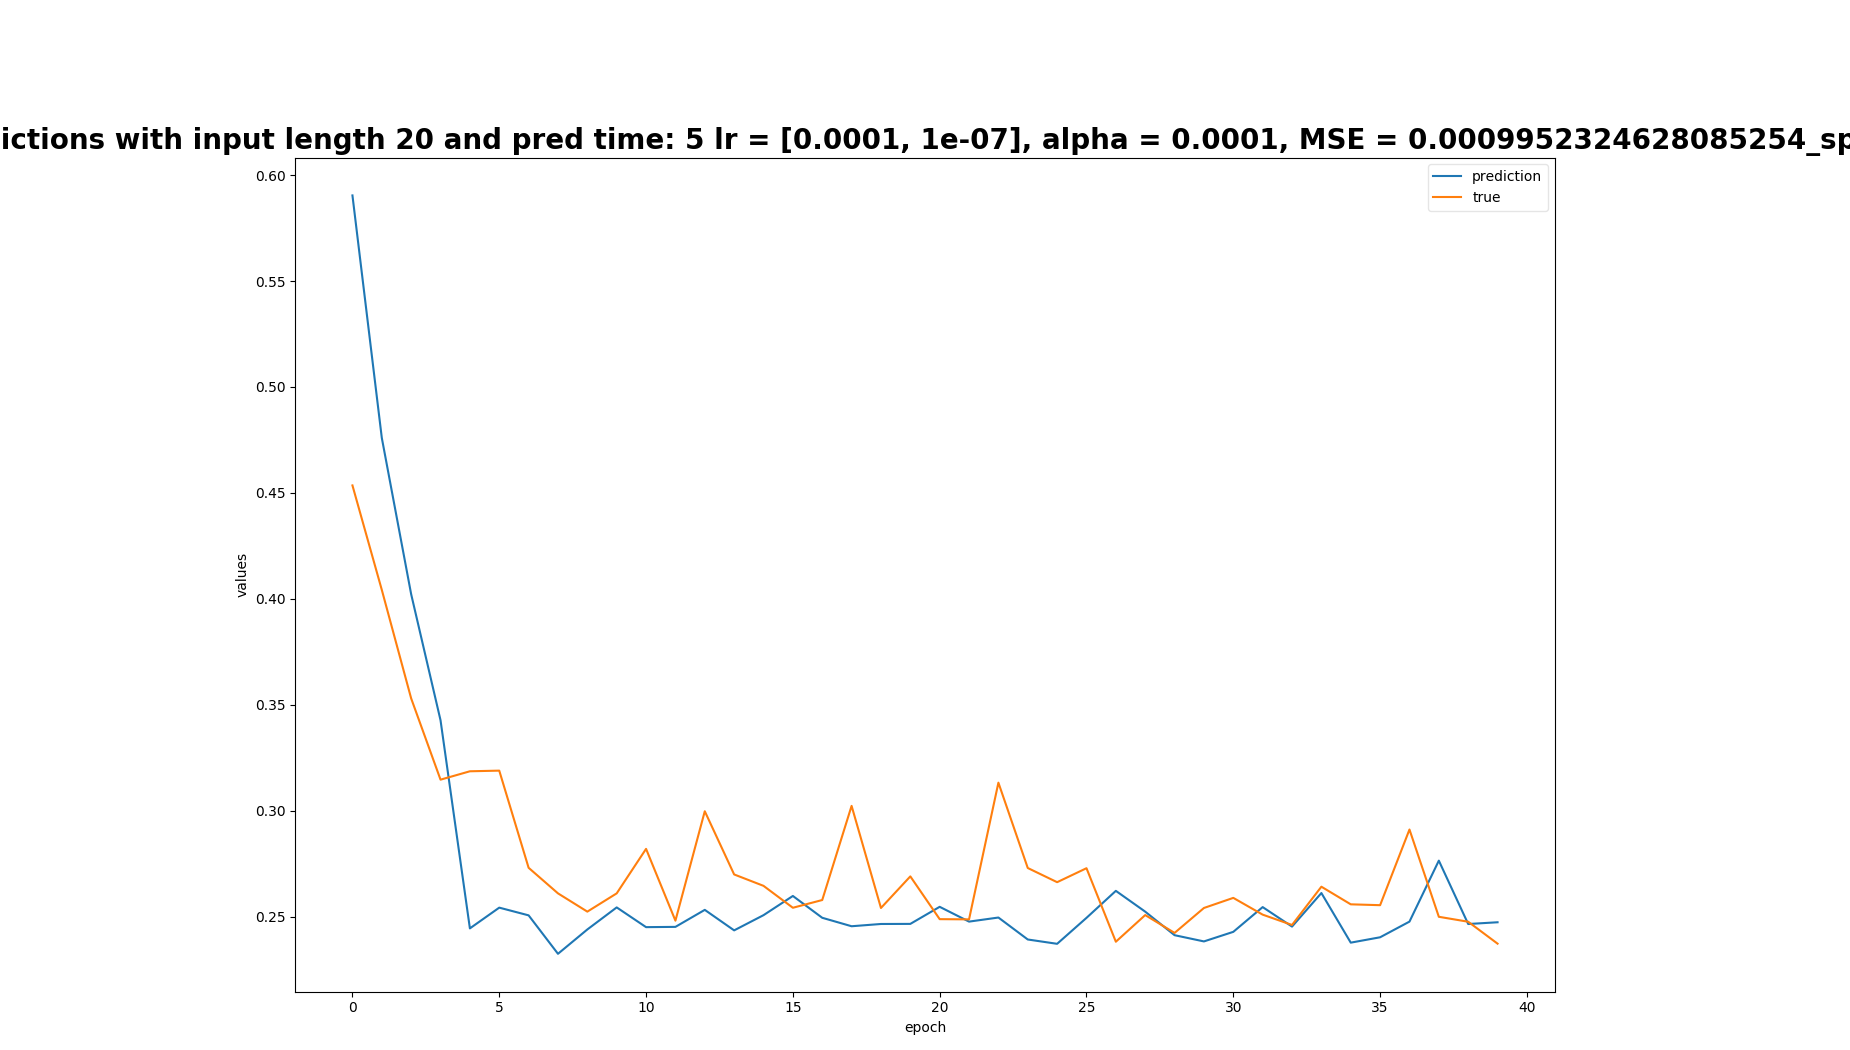 ictions with input length 20 and pred time: 5 lr = [0.0001, 1e-07], alpha = 0.0001, MSE = 0.0009952324628085254_sp
prediction
true
0.60
0.55
0.50
0.45
0.40
0.35
0.30
0.25
values
0 5 10 15 20 25 30 35 40
epoch